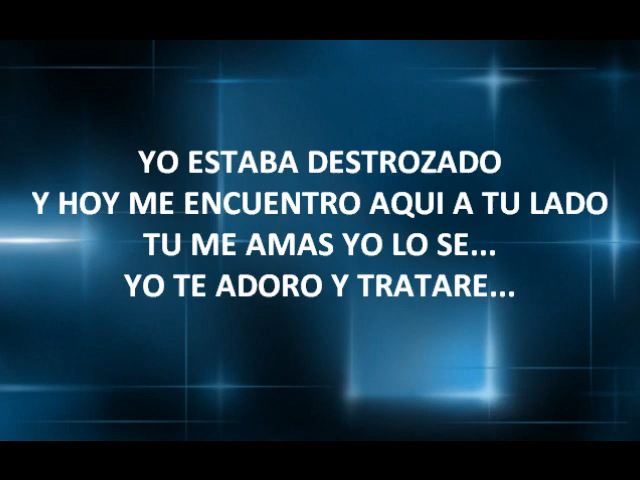 YO ESTABA DESTROZADO
Y HOY ME ENCUENTRO AQUI A TU LADO
TU ME AMAS YO LO SE...
YO TE ADORO Y TRATARE...